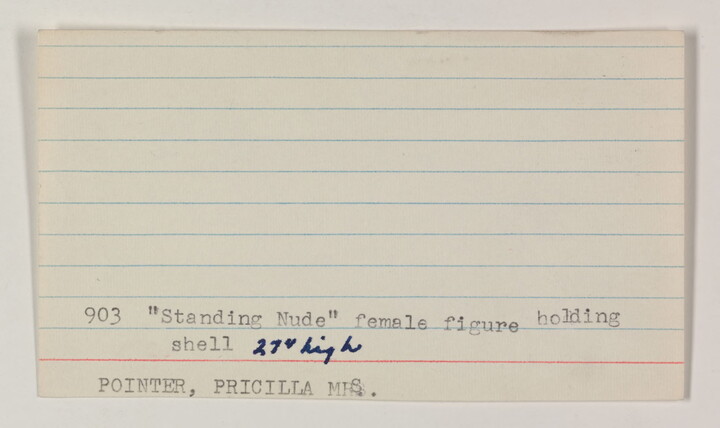 903 "Standing Nude" female figure holding
shell 27" high
POINTER, PRICILLA MRS.